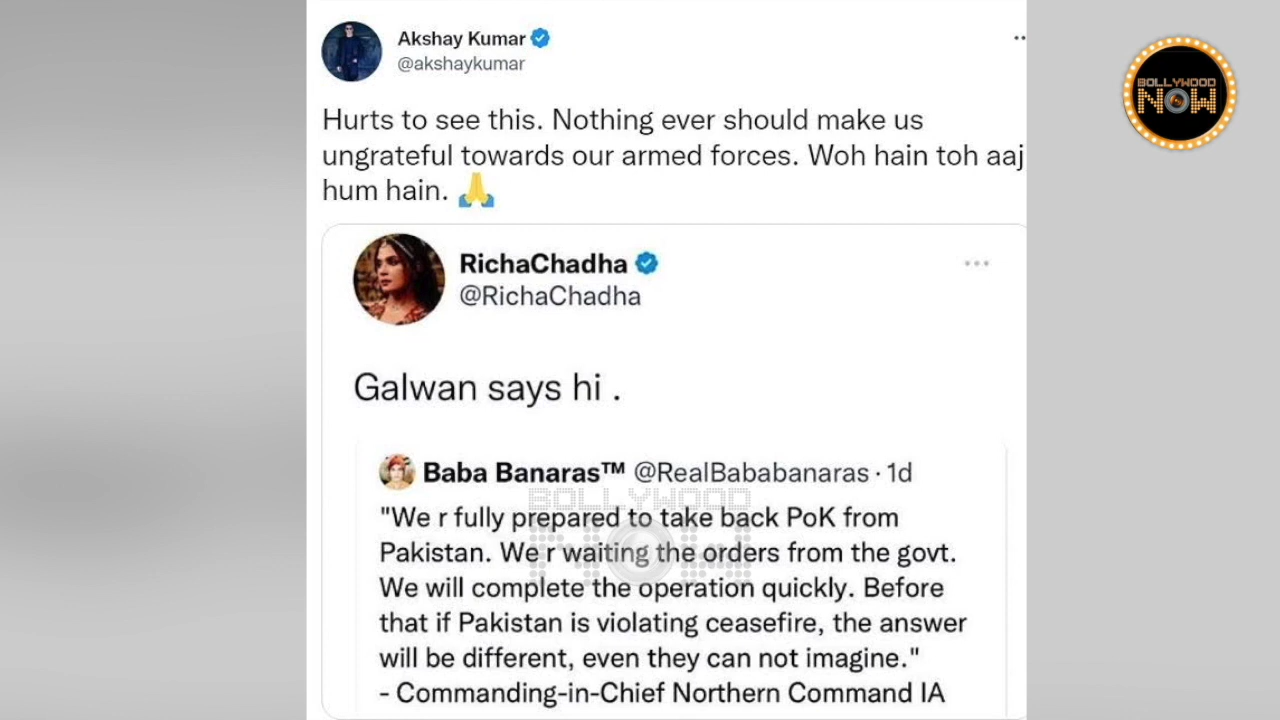 Akshay Kumar
@akshaykumar
BOLLYWOOD
NOW
Hurts to see this. Nothing ever should make us
ungrateful towards our armed forces. Woh hain toh aaj
hum hain. 🙏
RichaChadha
@RichaChadha
Galwan says hi .
Baba Banaras™ @RealBababanaras · 1d
BOLLYWOOD
NOW
"We r fully prepared to take back PoK from
Pakistan. We r waiting the orders from the govt.
We will complete the operation quickly. Before
that if Pakistan is violating ceasefire, the answer
will be different, even they can not imagine."
- Commanding-in-Chief Northern Command IA